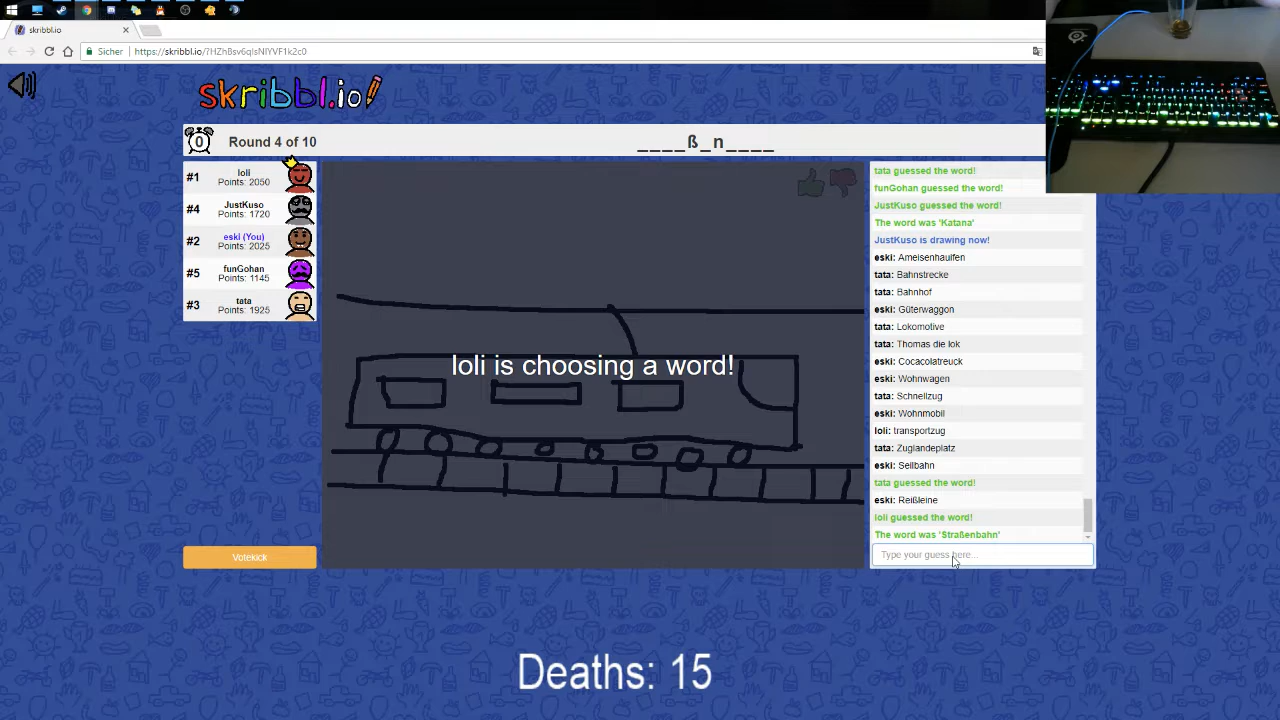 skribbl.io
Sicher https://skribbl.io/?7HZhBsv6qIsNIYVF1k2c0
skribbl.io
0
Round 4 of 10
____ß_n____
#1
loli
Points: 2050
#4
JustKuso
Points: 1720
#2
eski (You)
Points: 2025
#5
funGohan
Points: 1145
#3
tata
Points: 1925
Votekick
loli is choosing a word!
tata guessed the word!
funGohan guessed the word!
JustKuso guessed the word!
The word was 'Katana'
JustKuso is drawing now!
eski: Ameisenhaufen
tata: Bahnstrecke
tata: Bahnhof
eski: Güterwaggon
tata: Lokomotive
tata: Thomas die lok
eski: Cocacolatreuck
eski: Wohnwagen
tata: Schnellzug
eski: Wohnmobil
loli: transportzug
tata: Zuglandeplatz
eski: Seilbahn
tata guessed the word!
eski: Reißleine
loli guessed the word!
The word was 'Straßenbahn'
Type your guess here...
Deaths: 15